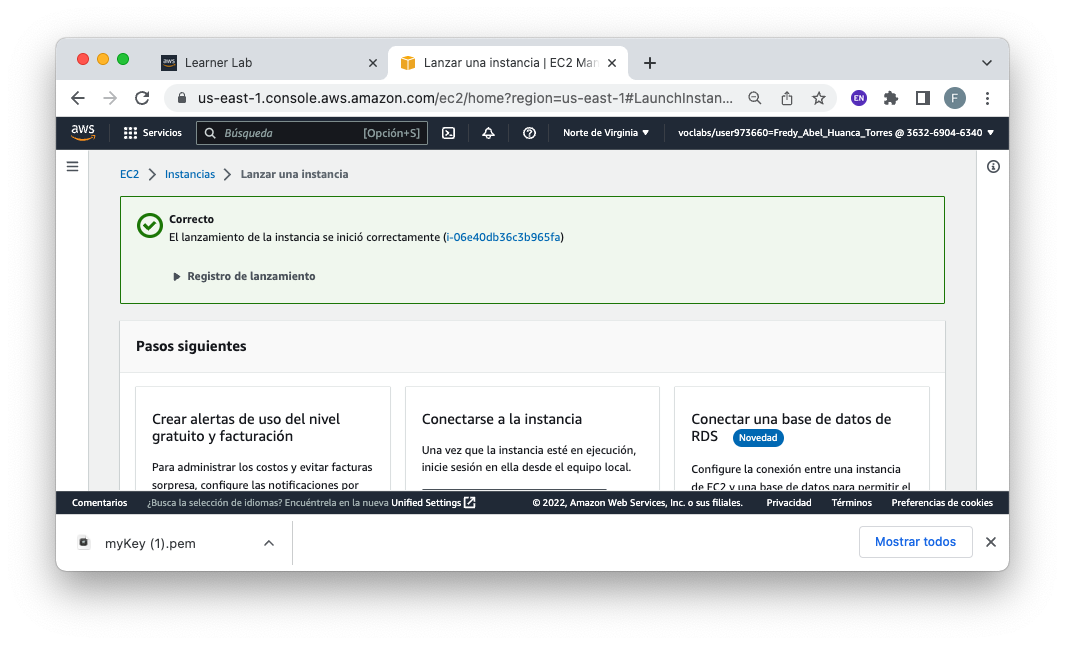 Learner Lab
Lanzar una instancia | EC2 Man
us-east-1.console.aws.amazon.com/ec2/home?region=us-east-1#LaunchInstan...
EN
F
aws
Servicios
Búsqueda
[Opción+S]
Norte de Virginia
voclabs/user973660=Fredy_Abel_Huanca_Torres @ 3632-6904-6340
EC2
Instancias
Lanzar una instancia
Correcto
El lanzamiento de la instancia se inició correctamente (i-06e40db36c3b965fa)
Registro de lanzamiento
Pasos siguientes
Crear alertas de uso del nivel
gratuito y facturación
Para administrar los costos y evitar facturas
sorpresa, configure las notificaciones por
Conectarse a la instancia
Una vez que la instancia esté en ejecución,
inicie sesión en ella desde el equipo local.
Conectar una base de datos de
RDS Novedad
Configure la conexión entre una instancia
de EC2 y una base de datos para permitir el
Comentarios
¿Busca la selección de idiomas? Encuéntrela en la nueva Unified Settings
© 2022, Amazon Web Services, Inc. o sus filiales.
Privacidad
Términos
Preferencias de cookies
myKey (1).pem
Mostrar todos